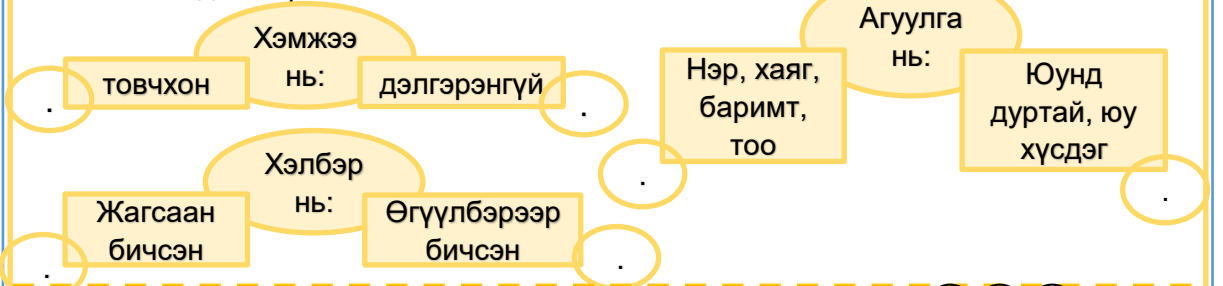 Хэмжээ
нь:
товчхон
дэлгэрэнгүй
.
.
Агуулга
нь:
Нэр, хаяг,
баримт,
тоо
Юунд
дуртай, юу
хүсдэг
.
.
Хэлбэр
нь:
Жагсаан
бичсэн
Өгүүлбэрээр
бичсэн
.
.